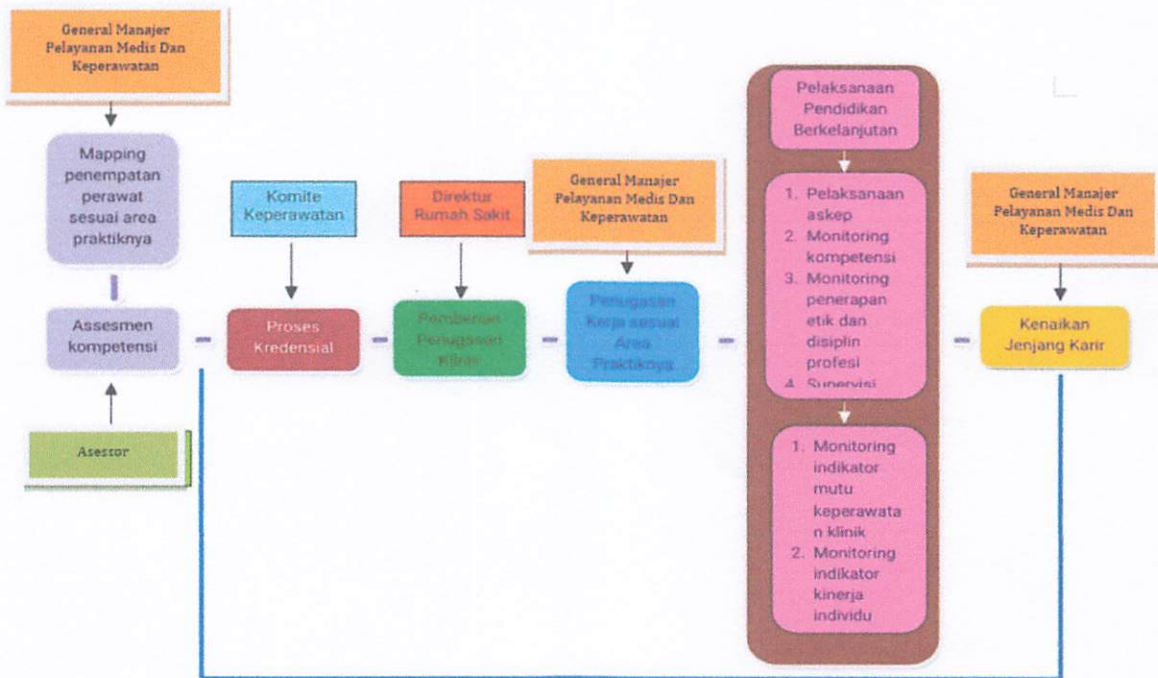 General Manajer
Pelayanan Medis Dan
Keperawatan
Mapping
penempatan
perawat
sesuai area
praktiknya
Assesmen
kompetensi
Asessor
Komite
Keperawatan
Proses
Kredensial
Direktur
Rumah Sakit
Pemberian
Penugasan
Klinis
General Manajer
Pelayanan Medis Dan
Keperawatan
Penugasan
Kerja sesuai
Area
Praktiknya
Pelaksanaan
Pendidikan
Berkelanjutan
1. Pelaksanaan
askep
2. Monitoring
kompetensi
3. Monitoring
penerapan
etik dan
disiplin
profesi
4. Supervisi
1. Monitoring
indikator
mutu
keperawata
n klinik
2. Monitoring
indikator
kinerja
individu
General Manajer
Pelayanan Medis Dan
Keperawatan
Kenaikan
Jenjang Karir